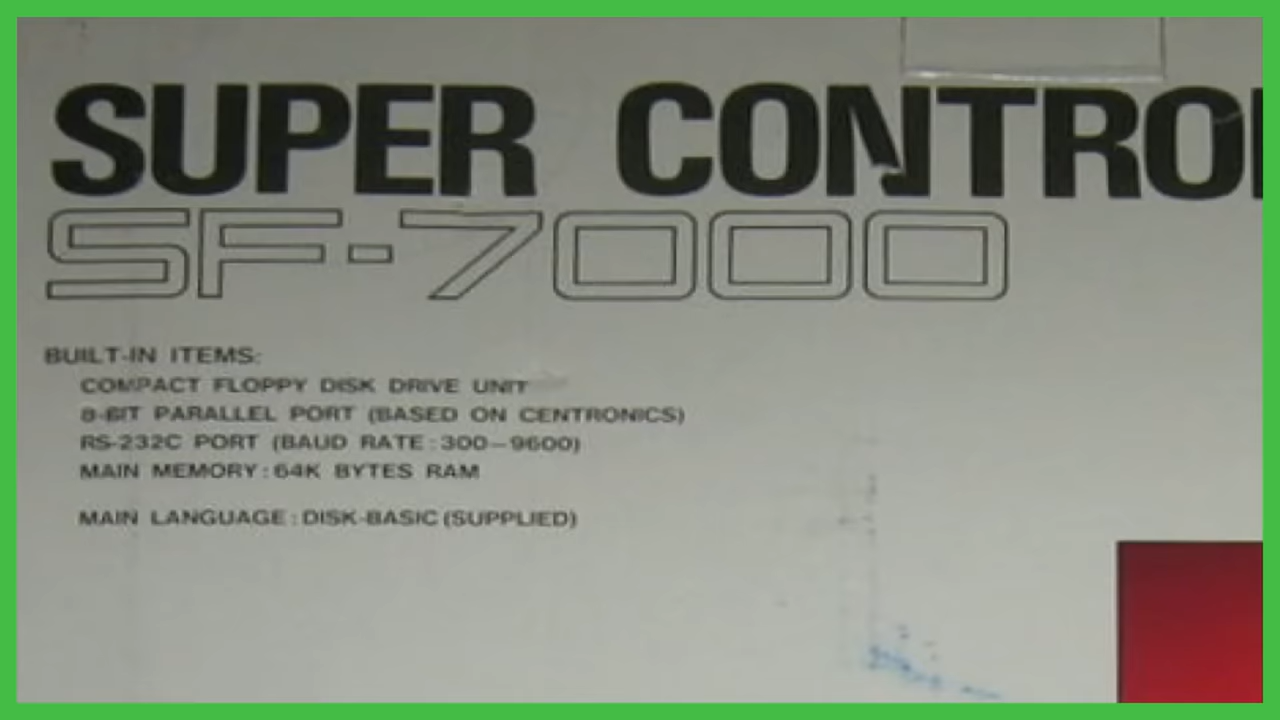 SUPER CONTRO
SF-7000
BUILT-IN ITEMS:
COMPACT FLOPPY DISK DRIVE UNIT
8-BIT PARALLEL PORT (BASED ON CENTRONICS)
RS-232C PORT (BAUD RATE:300–9600)
MAIN MEMORY:64K BYTES RAM
MAIN LANGUAGE:DISK-BASIC (SUPPLIED)